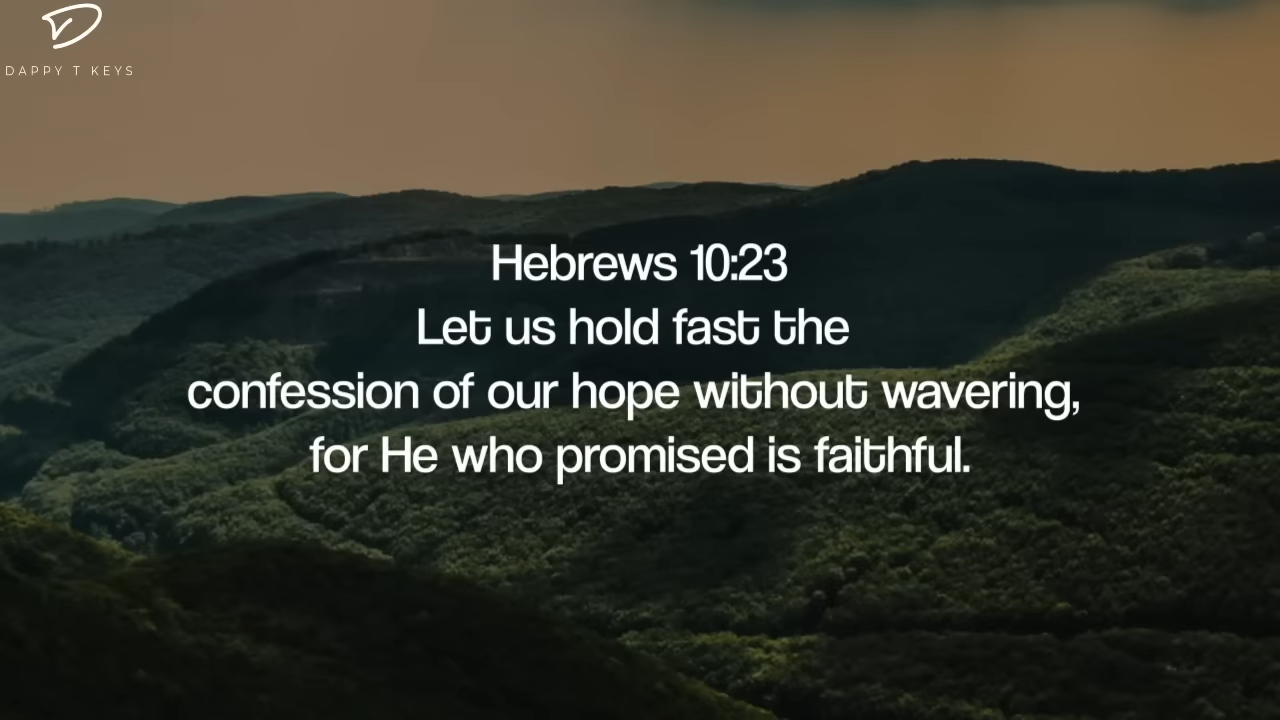 DAPPY T KEYS
Hebrews 10:23
Let us hold fast the
confession of our hope without wavering,
for He who promised is faithful.